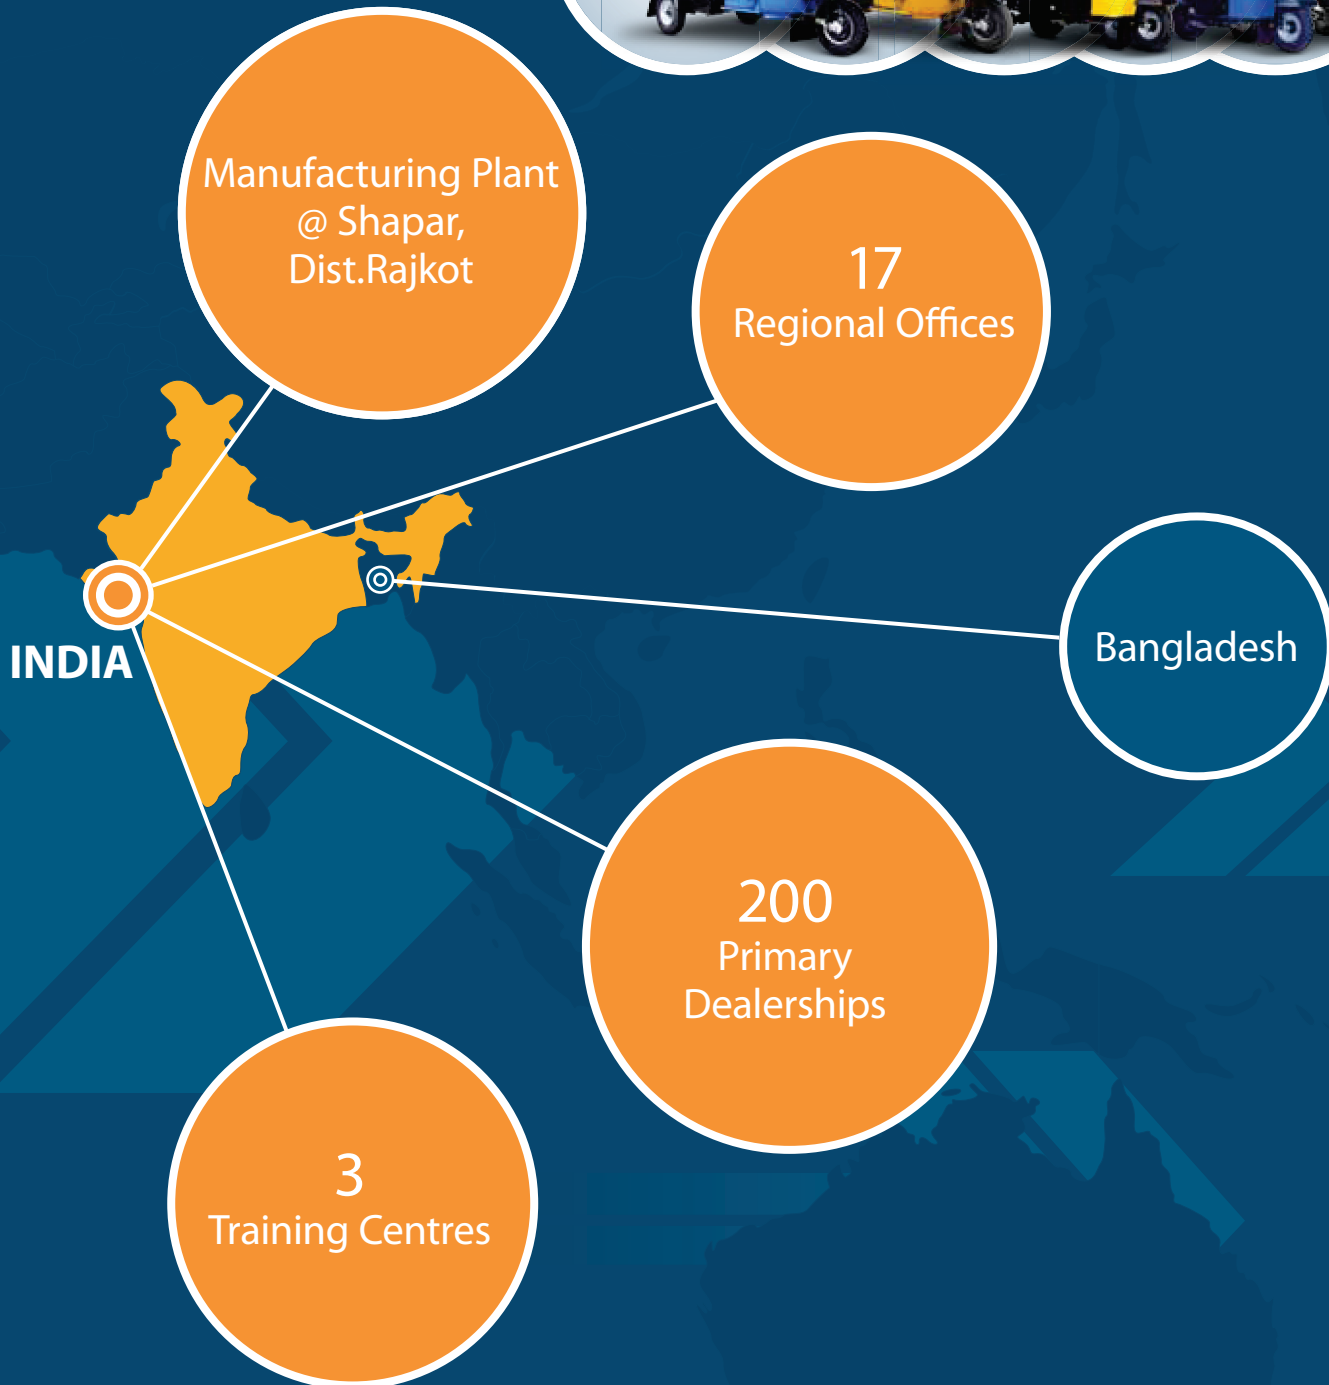 Manufacturing Plant
@ Shapar,
Dist.Rajkot
17
Regional Offices
INDIA
Bangladesh
200
Primary
Dealerships
3
Training Centres